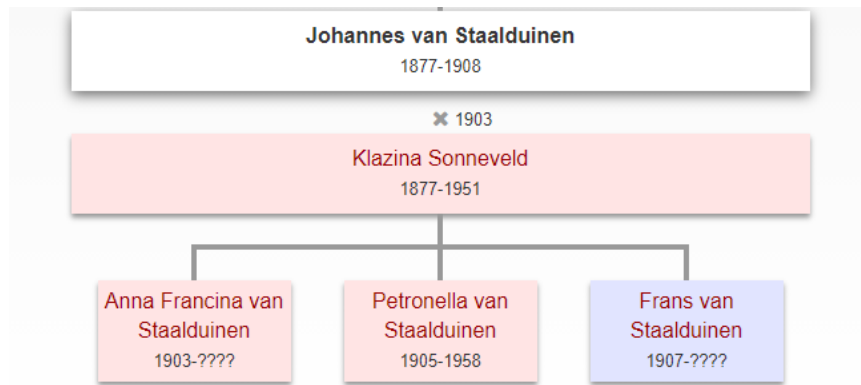 Johannes van Staalduinen
1877-1908
✖ 1903
Klazina Sonneveld
1877-1951
Anna Francina van
Staalduinen
1903-????
Petronella van
Staalduinen
1905-1958
Frans van
Staalduinen
1907-????